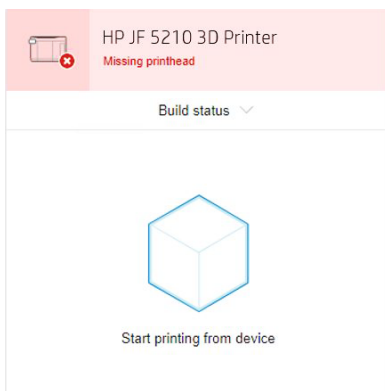 HP JF 5210 3D Printer
Missing printhead
Build status
Start printing from device